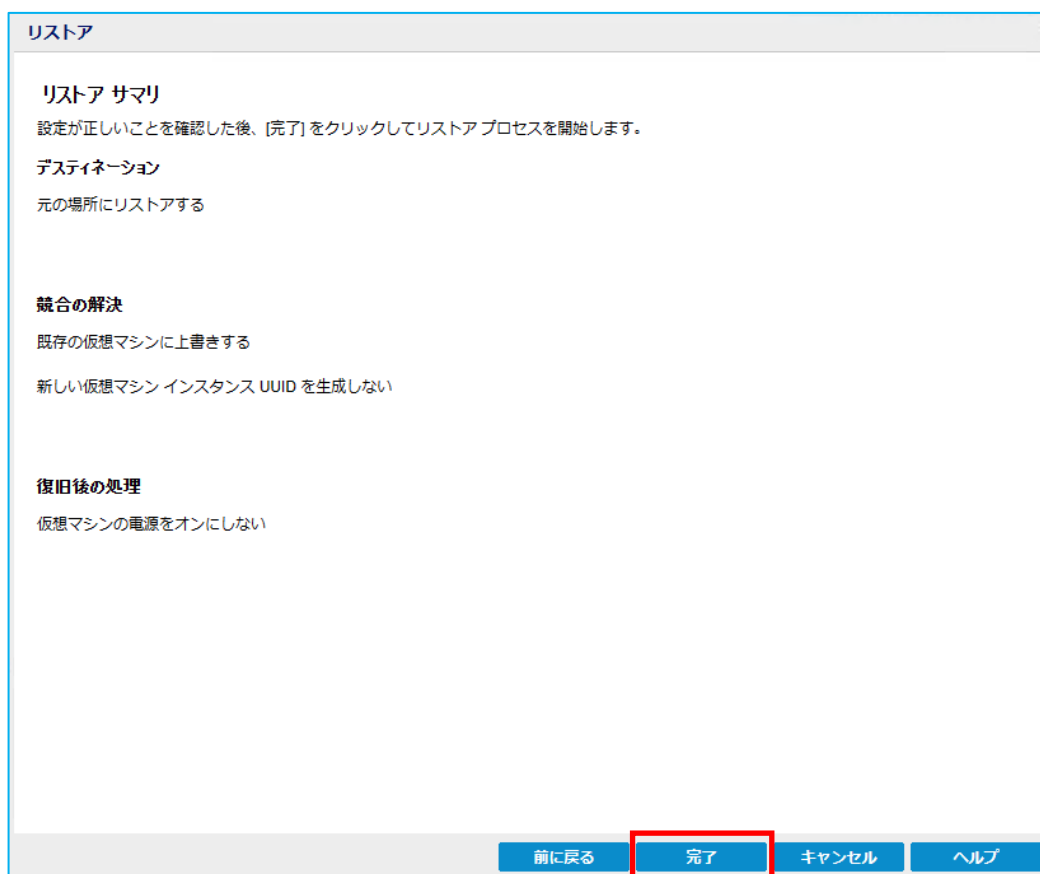 リストア
リストア サマリ
設定が正しいことを確認した後、[完了] をクリックしてリストア プロセスを開始します。
デスティネーション
元の場所にリストアする
競合の解決
既存の仮想マシンに上書きする
新しい仮想マシン インスタンス UUID を生成しない
復旧後の処理
仮想マシンの電源をオンにしない
前に戻る 完了 キャンセル ヘルプ